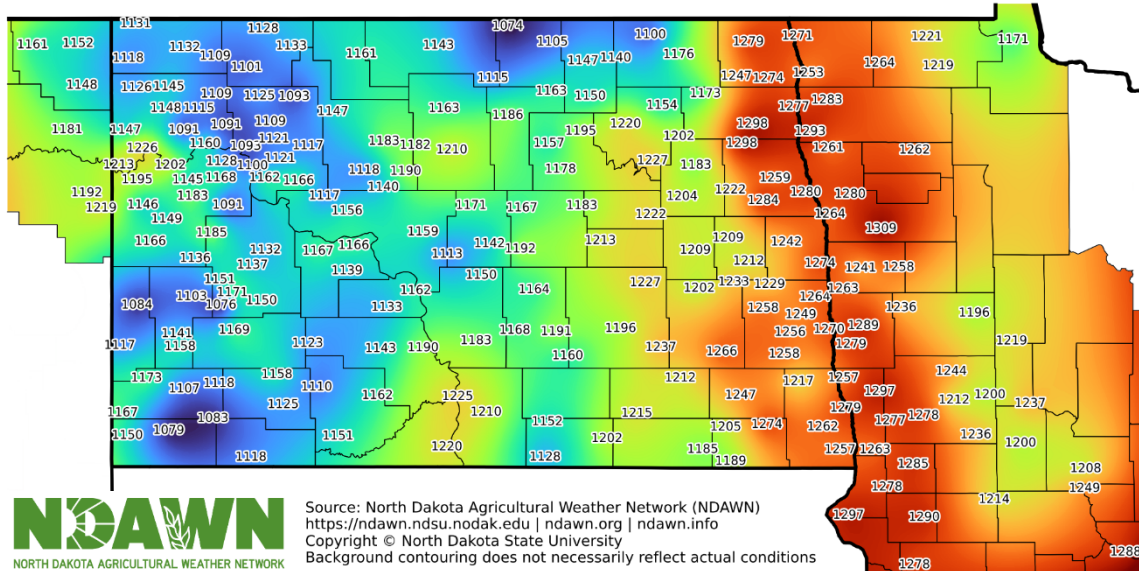 1131 1128 1074
1161 1152 1132 1109 1133 1161 1143 1105 1100 1279 1271 1221 1171
1118 1101 1147 1140 1176 1264 1219
1148 1126 1145 1115 1247 1274 1253
1109 1125 1093 1163 1150 1173
1148 1115 1147 1163 1186 1154 1277 1283
1181 1147 1091 1091 1109 1195 1220 1298 1293
1226 1160 1093 1121 1117 1183 1182 1210 1157 1202 1298 1261 1262
1213 1202 1128 1100 1121 1118 1190 1178 1227 1183
1195 1145 1168 1162 1166 1140 1259
1192 1183 1117 1204 1222 1280 1280
1219 1146 1091 1156 1171 1167 1183 1222 1284 1264
1149 1309
1166 1185 1167 1166 1159 1142 1192 1213 1209 1209 1242
1136 1132 1137 1113 1212 1274 1241 1258
1151 1139 1150 1227 1233 1229
1084 1103 1171 1076 1150 1162 1133 1164 1202 1264 1263
1258 1249 1236 1196
1141 1169 1168 1191 1196 1256 1270 1289
1117 1158 1123 1143 1190 1183 1160 1237 1266 1258 1279 1219
1173 1107 1118 1158 1110 1212 1217 1257 1244
1162 1225 1247 1297 1212 1200 1237
1167 1083 1125 1210 1152 1215 1279 1277 1278
1150 1079 1151 1202 1205 1274 1262 1236 1200
1118 1220 1128 1185 1189 1257 1263 1285 1208
1278 1249
1297 1290 1214
1278 1288
NDAWN
NORTH DAKOTA AGRICULTURAL WEATHER NETWORK
Source: North Dakota Agricultural Weather Network (NDAWN)
https://ndawn.ndsu.nodak.edu | ndawn.org | ndawn.info
Copyright © North Dakota State University
Background contouring does not necessarily reflect actual conditions